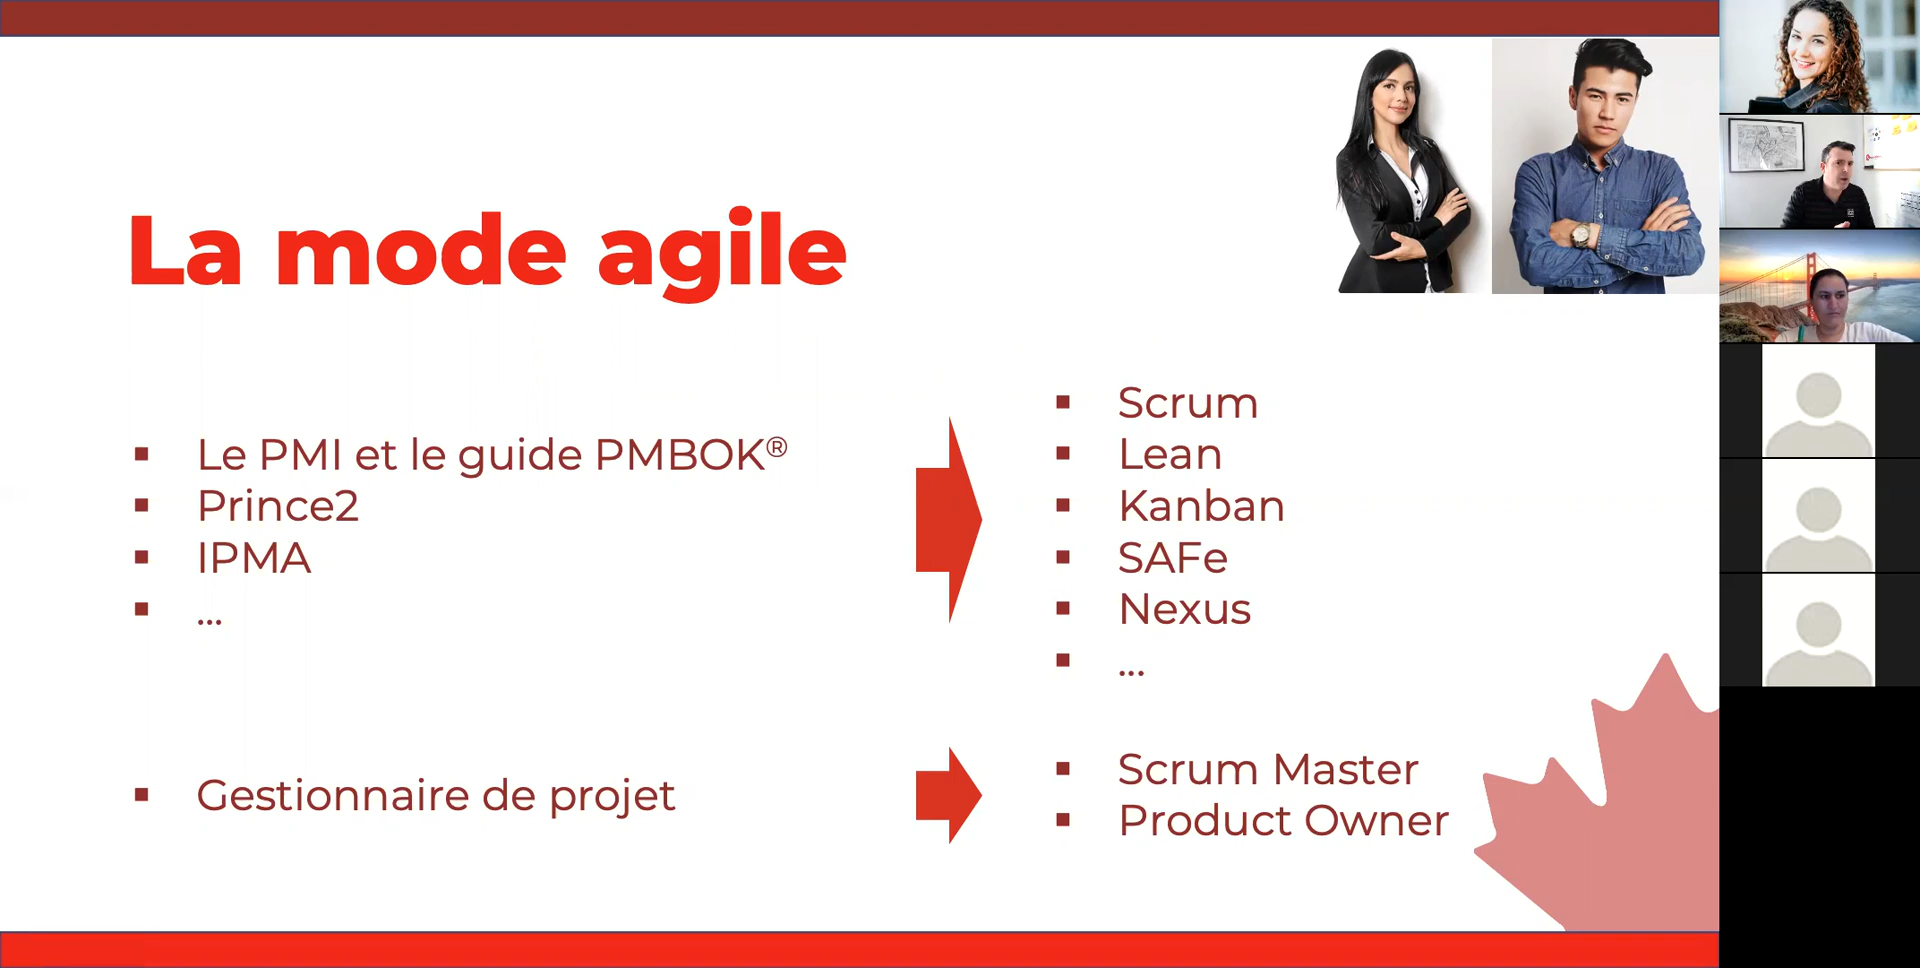 La mode agile
Le PMI et le guide PMBOK®
Prince2
IPMA
...
Scrum
Lean
Kanban
SAFe
Nexus
...
Gestionnaire de projet
Scrum Master
Product Owner